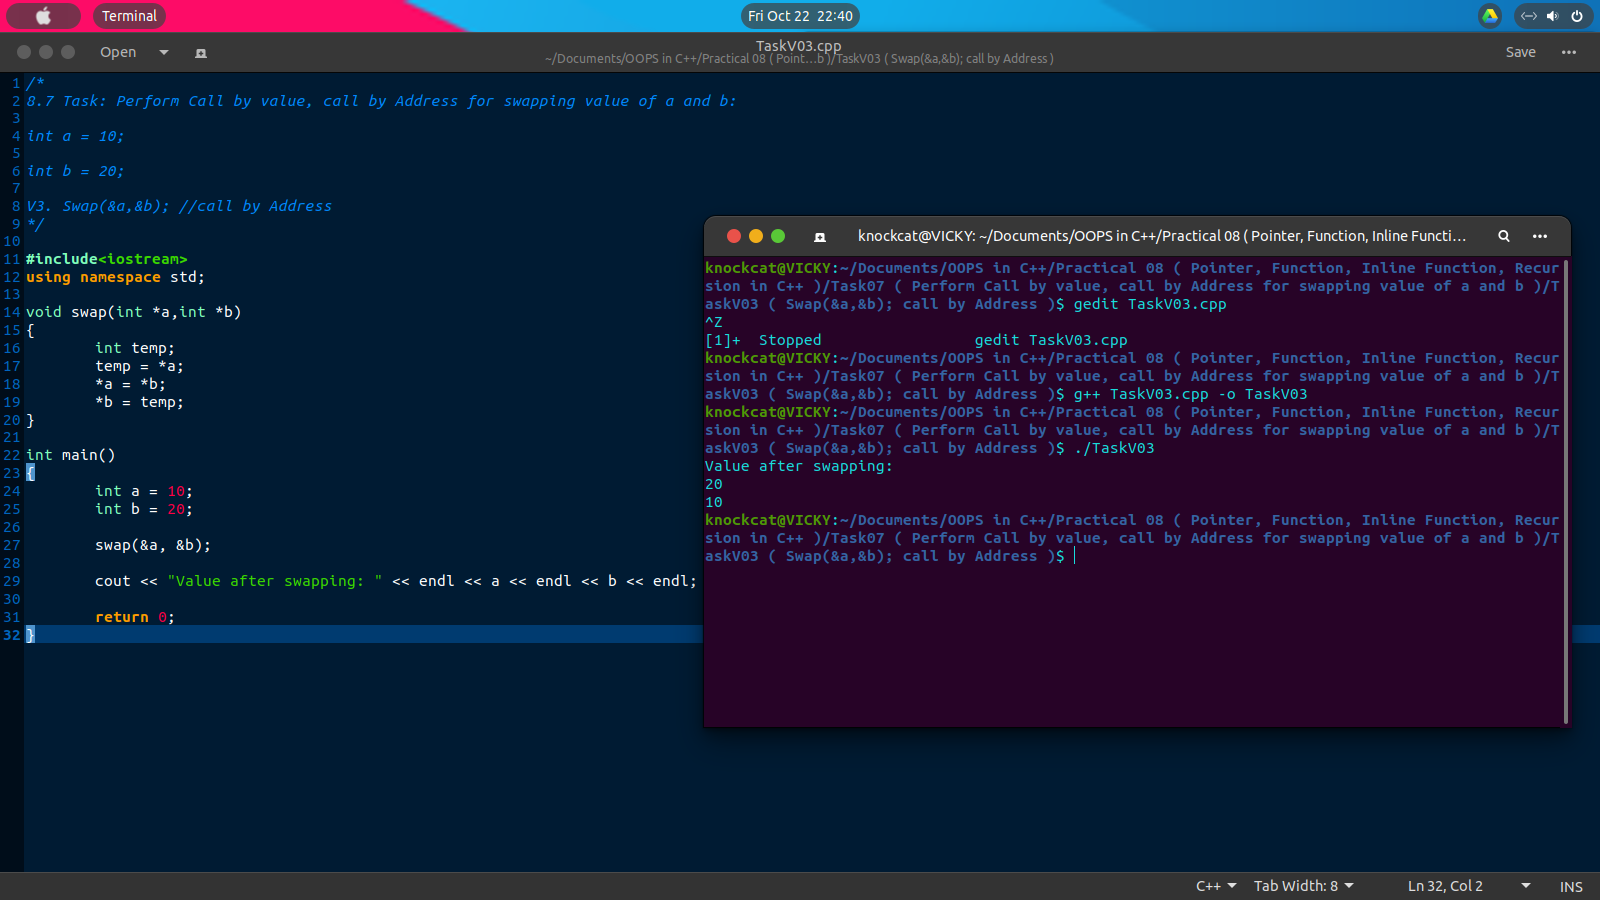 Terminal
Fri Oct 22 22:40
Open
TaskV03.cpp
~/Documents/OOPS in C++/Practical 08 ( Point…b )/TaskV03 ( Swap(&a,&b); call by Address )
Save
1 /*
2 8.7 Task: Perform Call by value, call by Address for swapping value of a and b:
3
4 int a = 10;
5
6 int b = 20;
7
8 V3. Swap(&a,&b); //call by Address
9 */
10
11 #include<iostream>
12 using namespace std;
13
14 void swap(int *a,int *b)
15 {
16 int temp;
17 temp = *a;
18 *a = *b;
19 *b = temp;
20 }
21
22 int main()
23 {
24 int a = 10;
25 int b = 20;
26
27 swap(&a, &b);
28
29 cout << "Value after swapping: " << endl << a << endl << b << endl;
30
31 return 0;
32 }
knockcat@VICKY: ~/Documents/OOPS in C++/Practical 08 ( Pointer, Function, Inline Functi…
knockcat@VICKY:~/Documents/OOPS in C++/Practical 08 ( Pointer, Function, Inline Function, Recur
sion in C++ )/Task07 ( Perform Call by value, call by Address for swapping value of a and b )/T
askV03 ( Swap(&a,&b); call by Address )$ gedit TaskV03.cpp
^Z
[1]+  Stopped                 gedit TaskV03.cpp
knockcat@VICKY:~/Documents/OOPS in C++/Practical 08 ( Pointer, Function, Inline Function, Recur
sion in C++ )/Task07 ( Perform Call by value, call by Address for swapping value of a and b )/T
askV03 ( Swap(&a,&b); call by Address )$ g++ TaskV03.cpp -o TaskV03
knockcat@VICKY:~/Documents/OOPS in C++/Practical 08 ( Pointer, Function, Inline Function, Recur
sion in C++ )/Task07 ( Perform Call by value, call by Address for swapping value of a and b )/T
askV03 ( Swap(&a,&b); call by Address )$ ./TaskV03
Value after swapping:
20
10
knockcat@VICKY:~/Documents/OOPS in C++/Practical 08 ( Pointer, Function, Inline Function, Recur
sion in C++ )/Task07 ( Perform Call by value, call by Address for swapping value of a and b )/T
askV03 ( Swap(&a,&b); call by Address )$
C++
Tab Width: 8
Ln 32, Col 2
INS